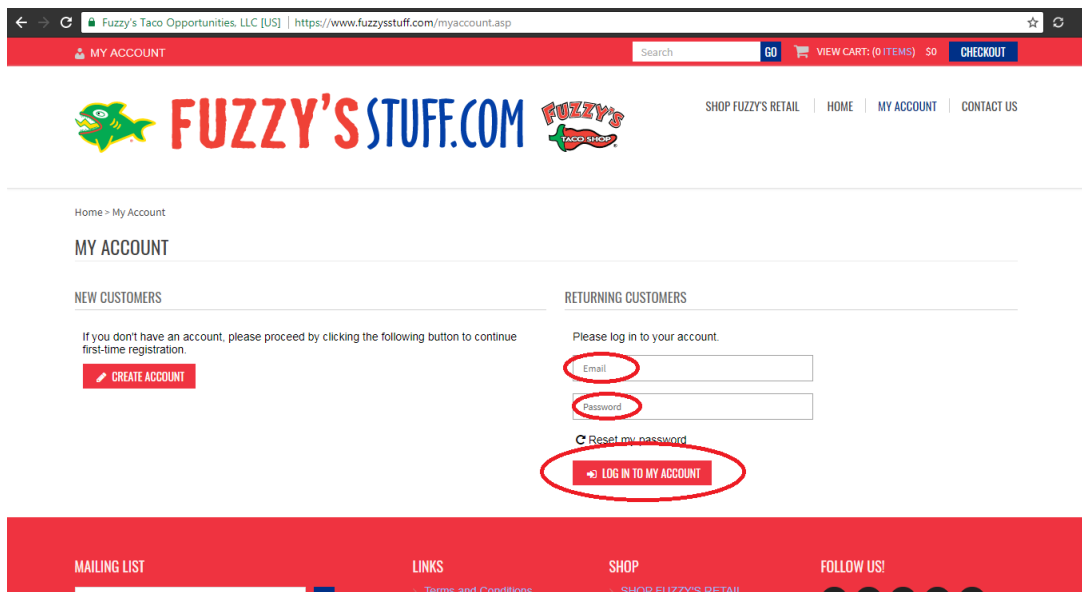 Fuzzy's Taco Opportunities, LLC [US] | https://www.fuzzysstuff.com/myaccount.asp
MY ACCOUNT
Search
GO
VIEW CART: (0 ITEMS) $0
CHECKOUT
FUZZY'S STUFF.COM
FUZZY'S
TACO SHOP
SHOP FUZZY'S RETAIL
HOME
MY ACCOUNT
CONTACT US
Home > My Account
MY ACCOUNT
NEW CUSTOMERS
If you don't have an account, please proceed by clicking the following button to continue
first-time registration.
CREATE ACCOUNT
RETURNING CUSTOMERS
Please log in to your account.
Email
Password
Reset my password
LOG IN TO MY ACCOUNT
MAILING LIST
LINKS
SHOP
FOLLOW US!
> Terms and Conditions
> SHOP FUZZY'S RETAIL